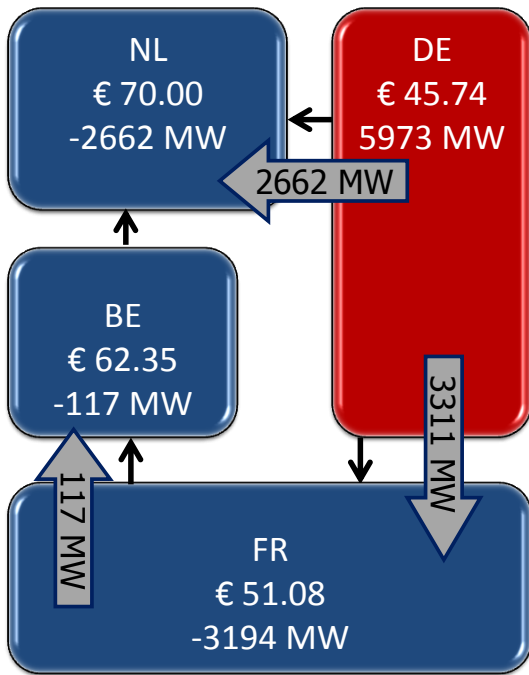 NL
€ 70.00
-2662 MW
DE
€ 45.74
5973 MW
2662 MW
BE
€ 62.35
-117 MW
3311 MW
117 MW
FR
€ 51.08
-3194 MW